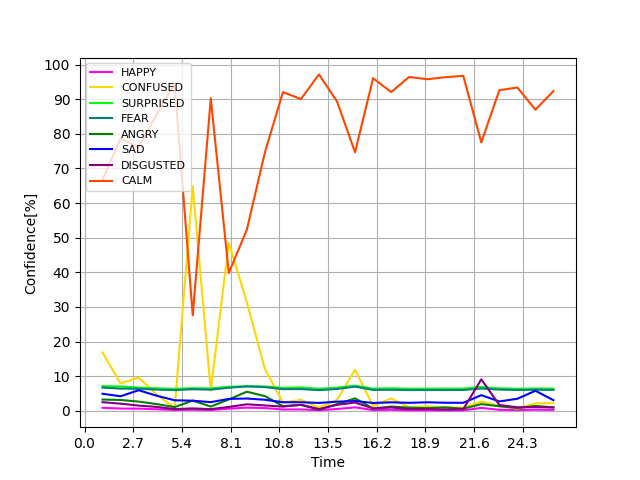 100
90
80
70
60
50
40
30
20
10
0
Confidence[%]
HAPPY
CONFUSED
SURPRISED
FEAR
ANGRY
SAD
DISGUSTED
CALM
0.0 2.7 5.4 8.1 10.8 13.5 16.2 18.9 21.6 24.3
Time